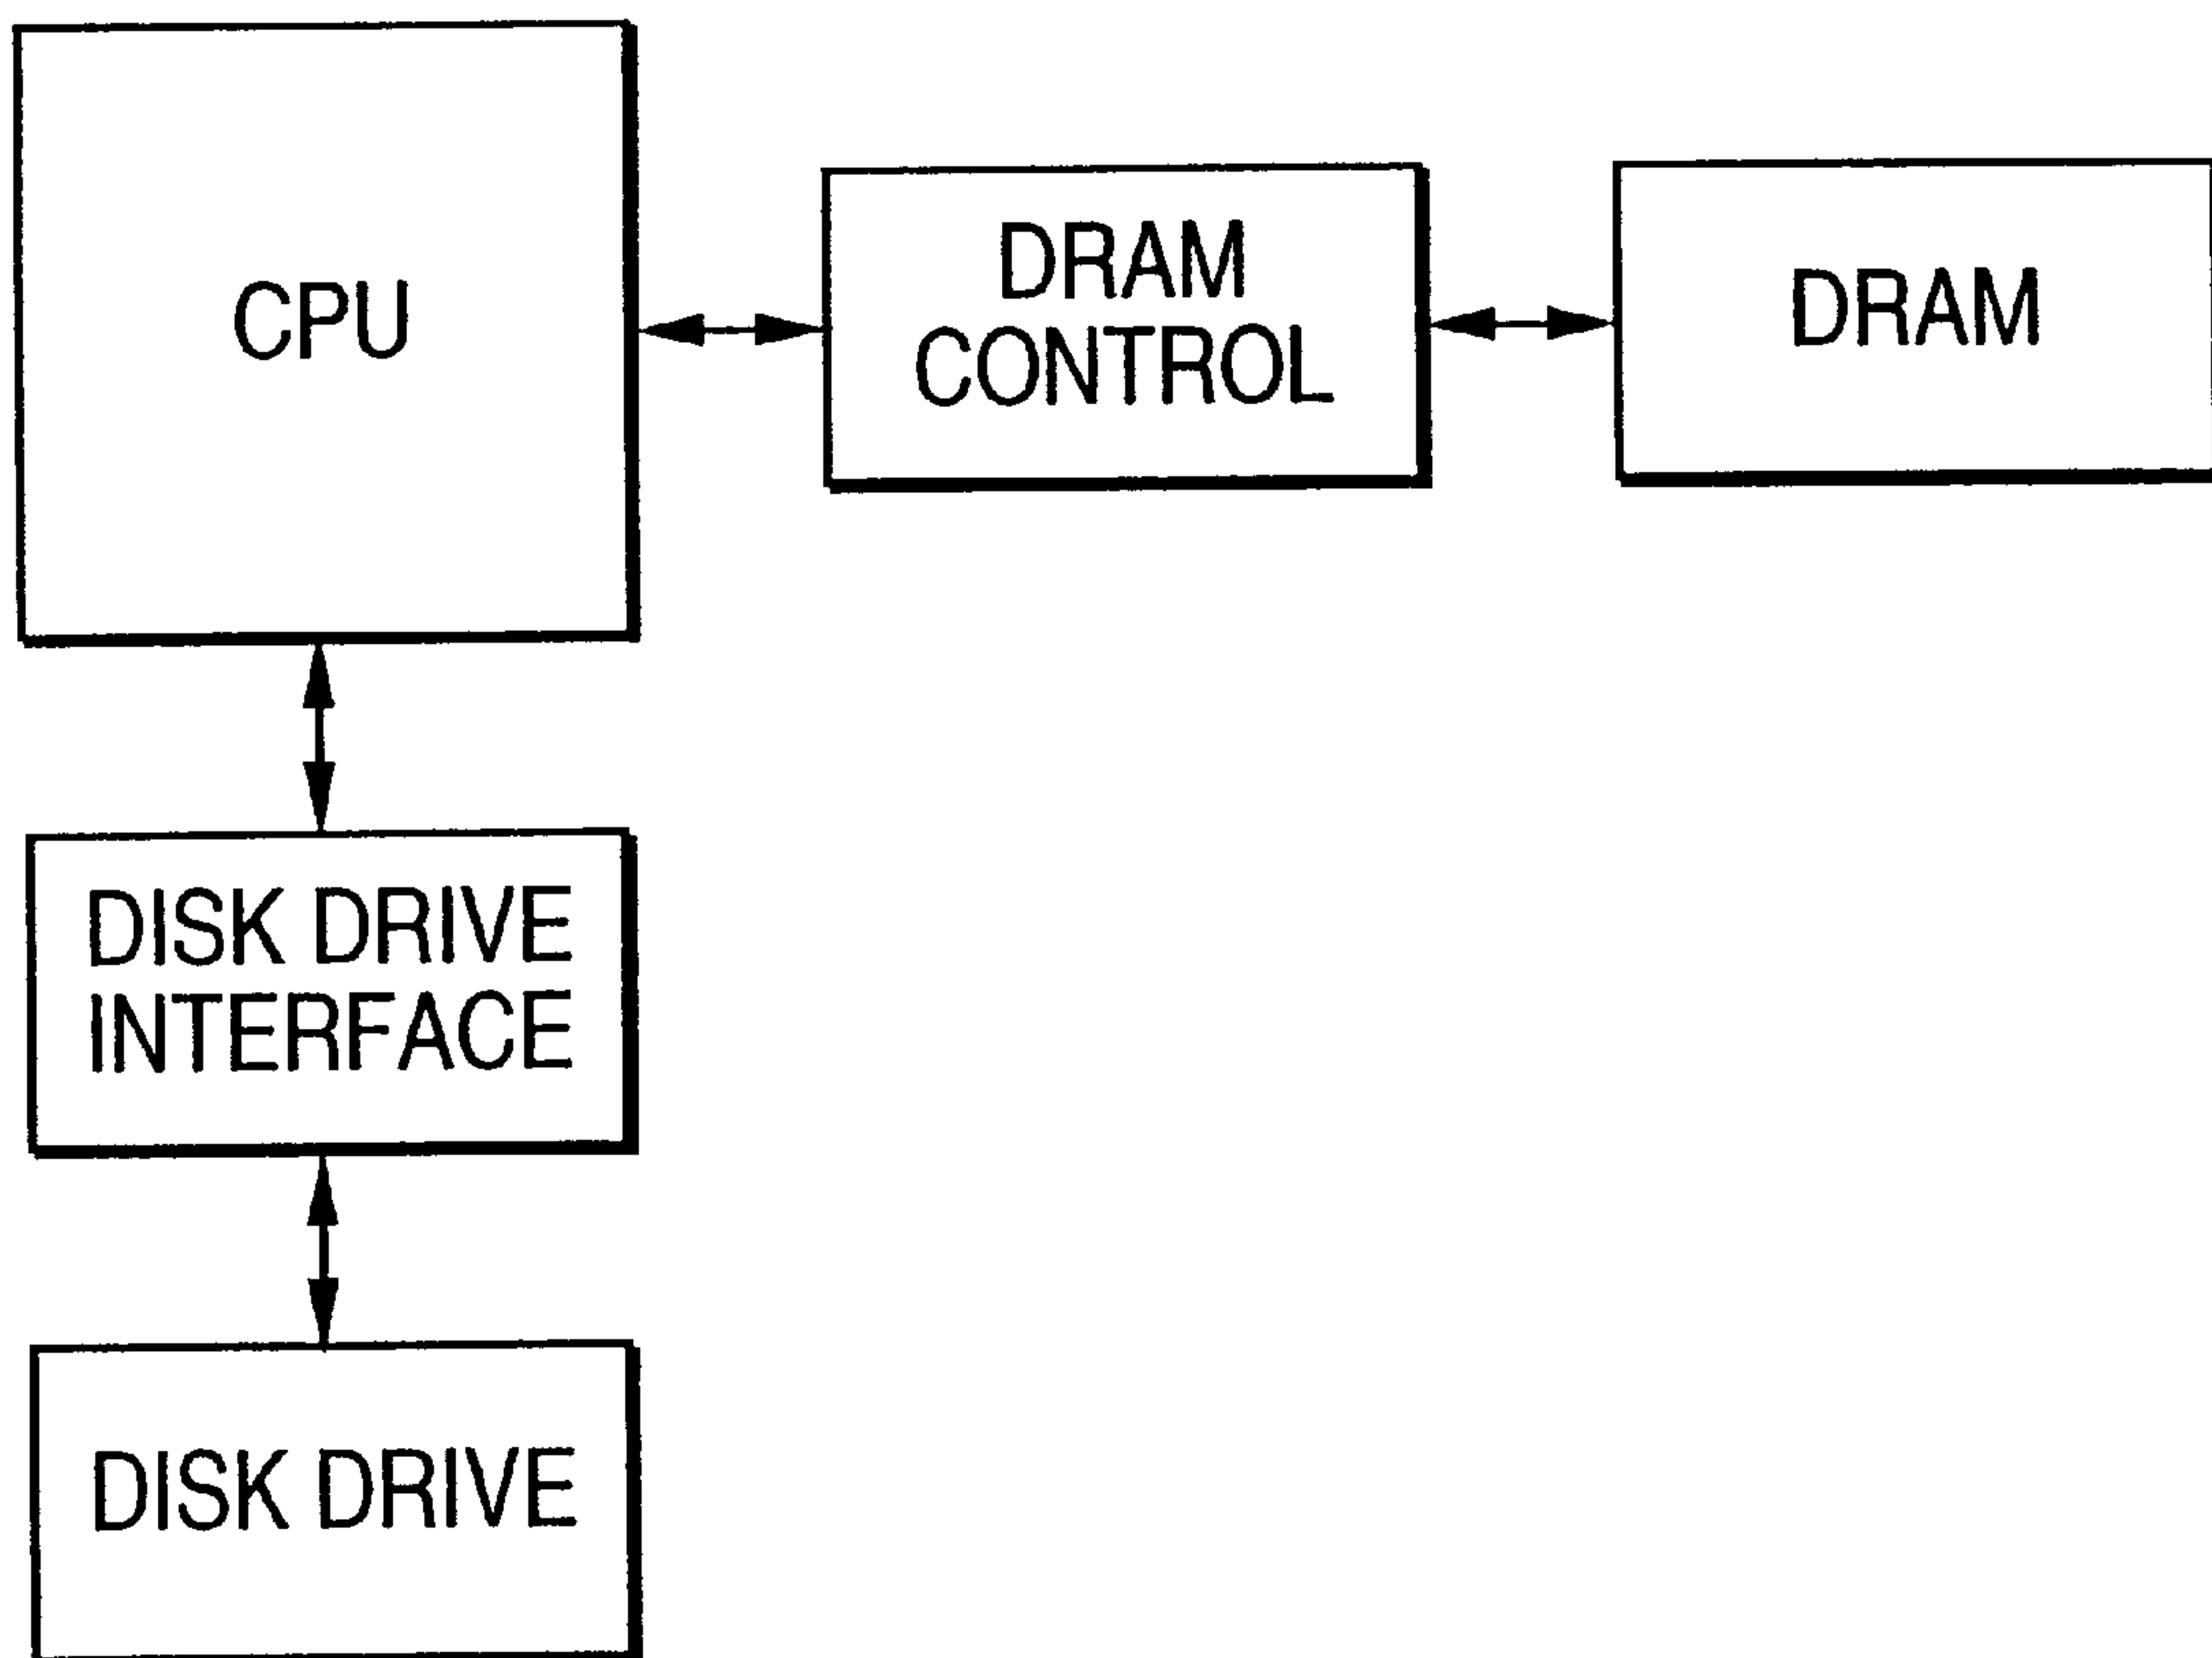 CPU
DRAM
CONTROL
DRAM
DISK DRIVE
INTERFACE
DISK DRIVE